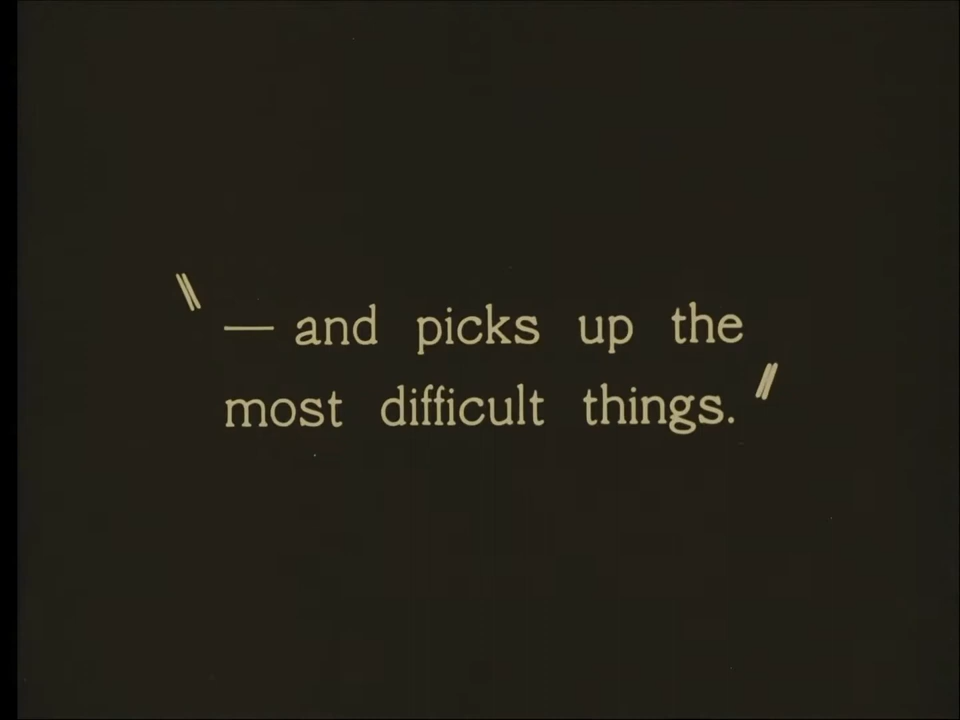 "— and picks up the
most difficult things."